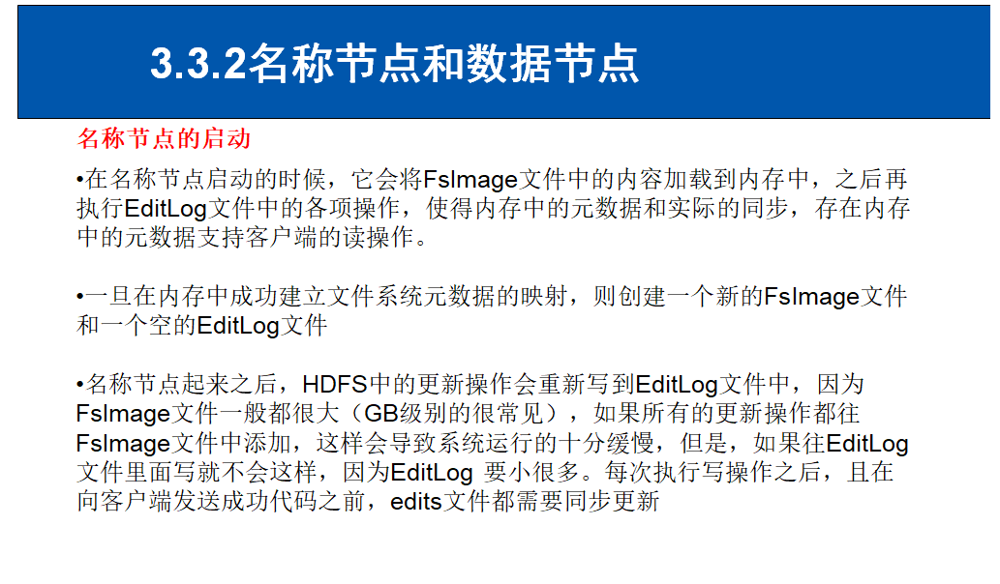 3.3.2名称节点和数据节点
名称节点的启动
•在名称节点启动的时候，它会将FsImage文件中的内容加载到内存中，之后再
执行EditLog文件中的各项操作，使得内存中的元数据和实际的同步，存在内存
中的元数据支持客户端的读操作。
•一旦在内存中成功建立文件系统元数据的映射，则创建一个新的FsImage文件
和一个空的EditLog文件
•名称节点起来之后，HDFS中的更新操作会重新写到EditLog文件中，因为
FsImage文件一般都很大（GB级别的很常见），如果所有的更新操作都往
FsImage文件中添加，这样会导致系统运行的十分缓慢，但是，如果往EditLog
文件里面写就不会这样，因为EditLog 要小很多。每次执行写操作之后，且在
向客户端发送成功代码之前，edits文件都需要同步更新